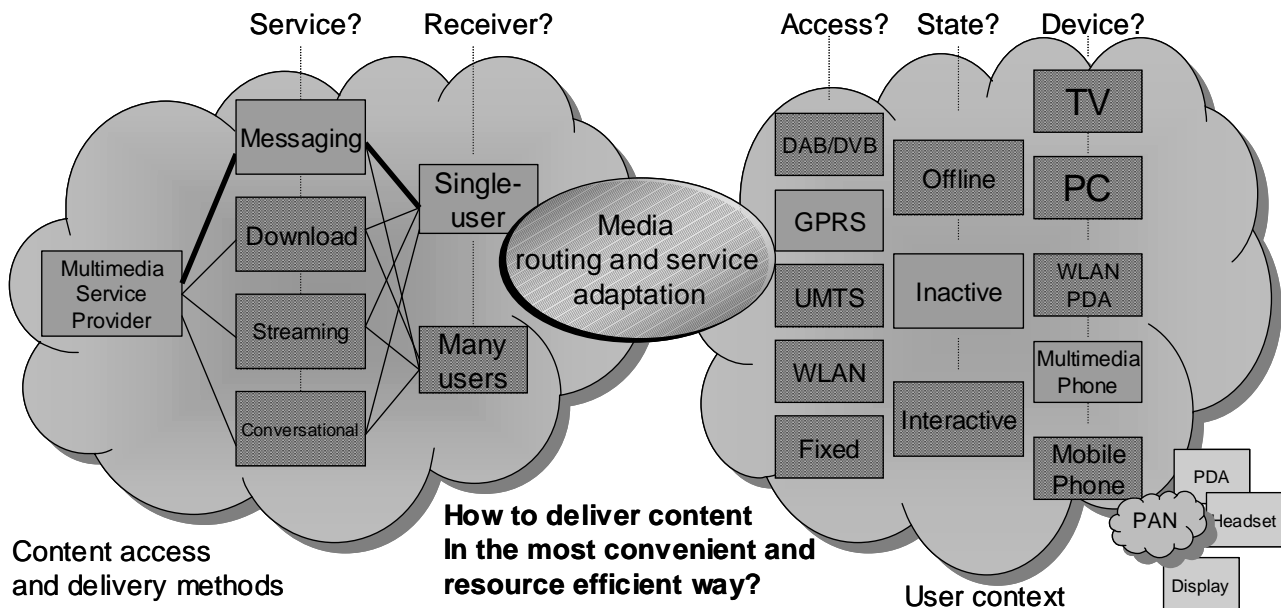 Service?
Receiver?
Access?
State?
Device?
Messaging
Download
Streaming
Conversational
Multimedia
Service
Provider
Single-
user
Many
users
Media
routing and service
adaptation
DAB/DVB
GPRS
UMTS
WLAN
Fixed
Offline
Inactive
Interactive
TV
PC
WLAN
PDA
Multimedia
Phone
Mobile
Phone
PDA
PAN
Headset
Display
Content access
and delivery methods
How to deliver content
In the most convenient and
resource efficient way?
User context